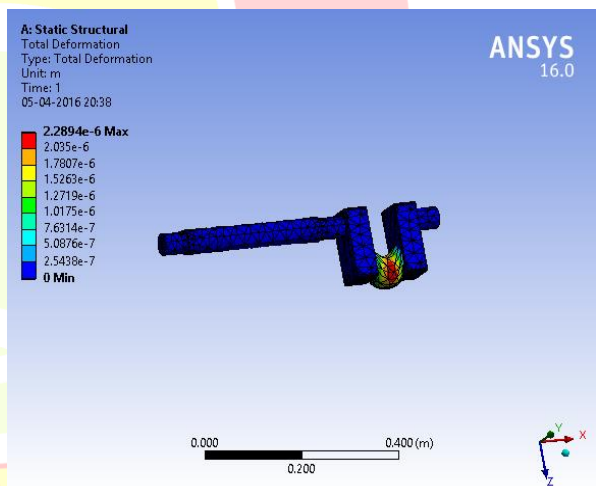 A: Static Structural
Total Deformation
Type: Total Deformation
Unit: m
Time: 1
05-04-2016 20:38
ANSYS
16.0
2.2894e-6 Max
2.035e-6
1.7807e-6
1.5263e-6
1.2719e-6
1.0175e-6
7.6314e-7
5.0876e-7
2.5438e-7
0 Min
0.000
0.400 (m)
0.200
Y
X
Z